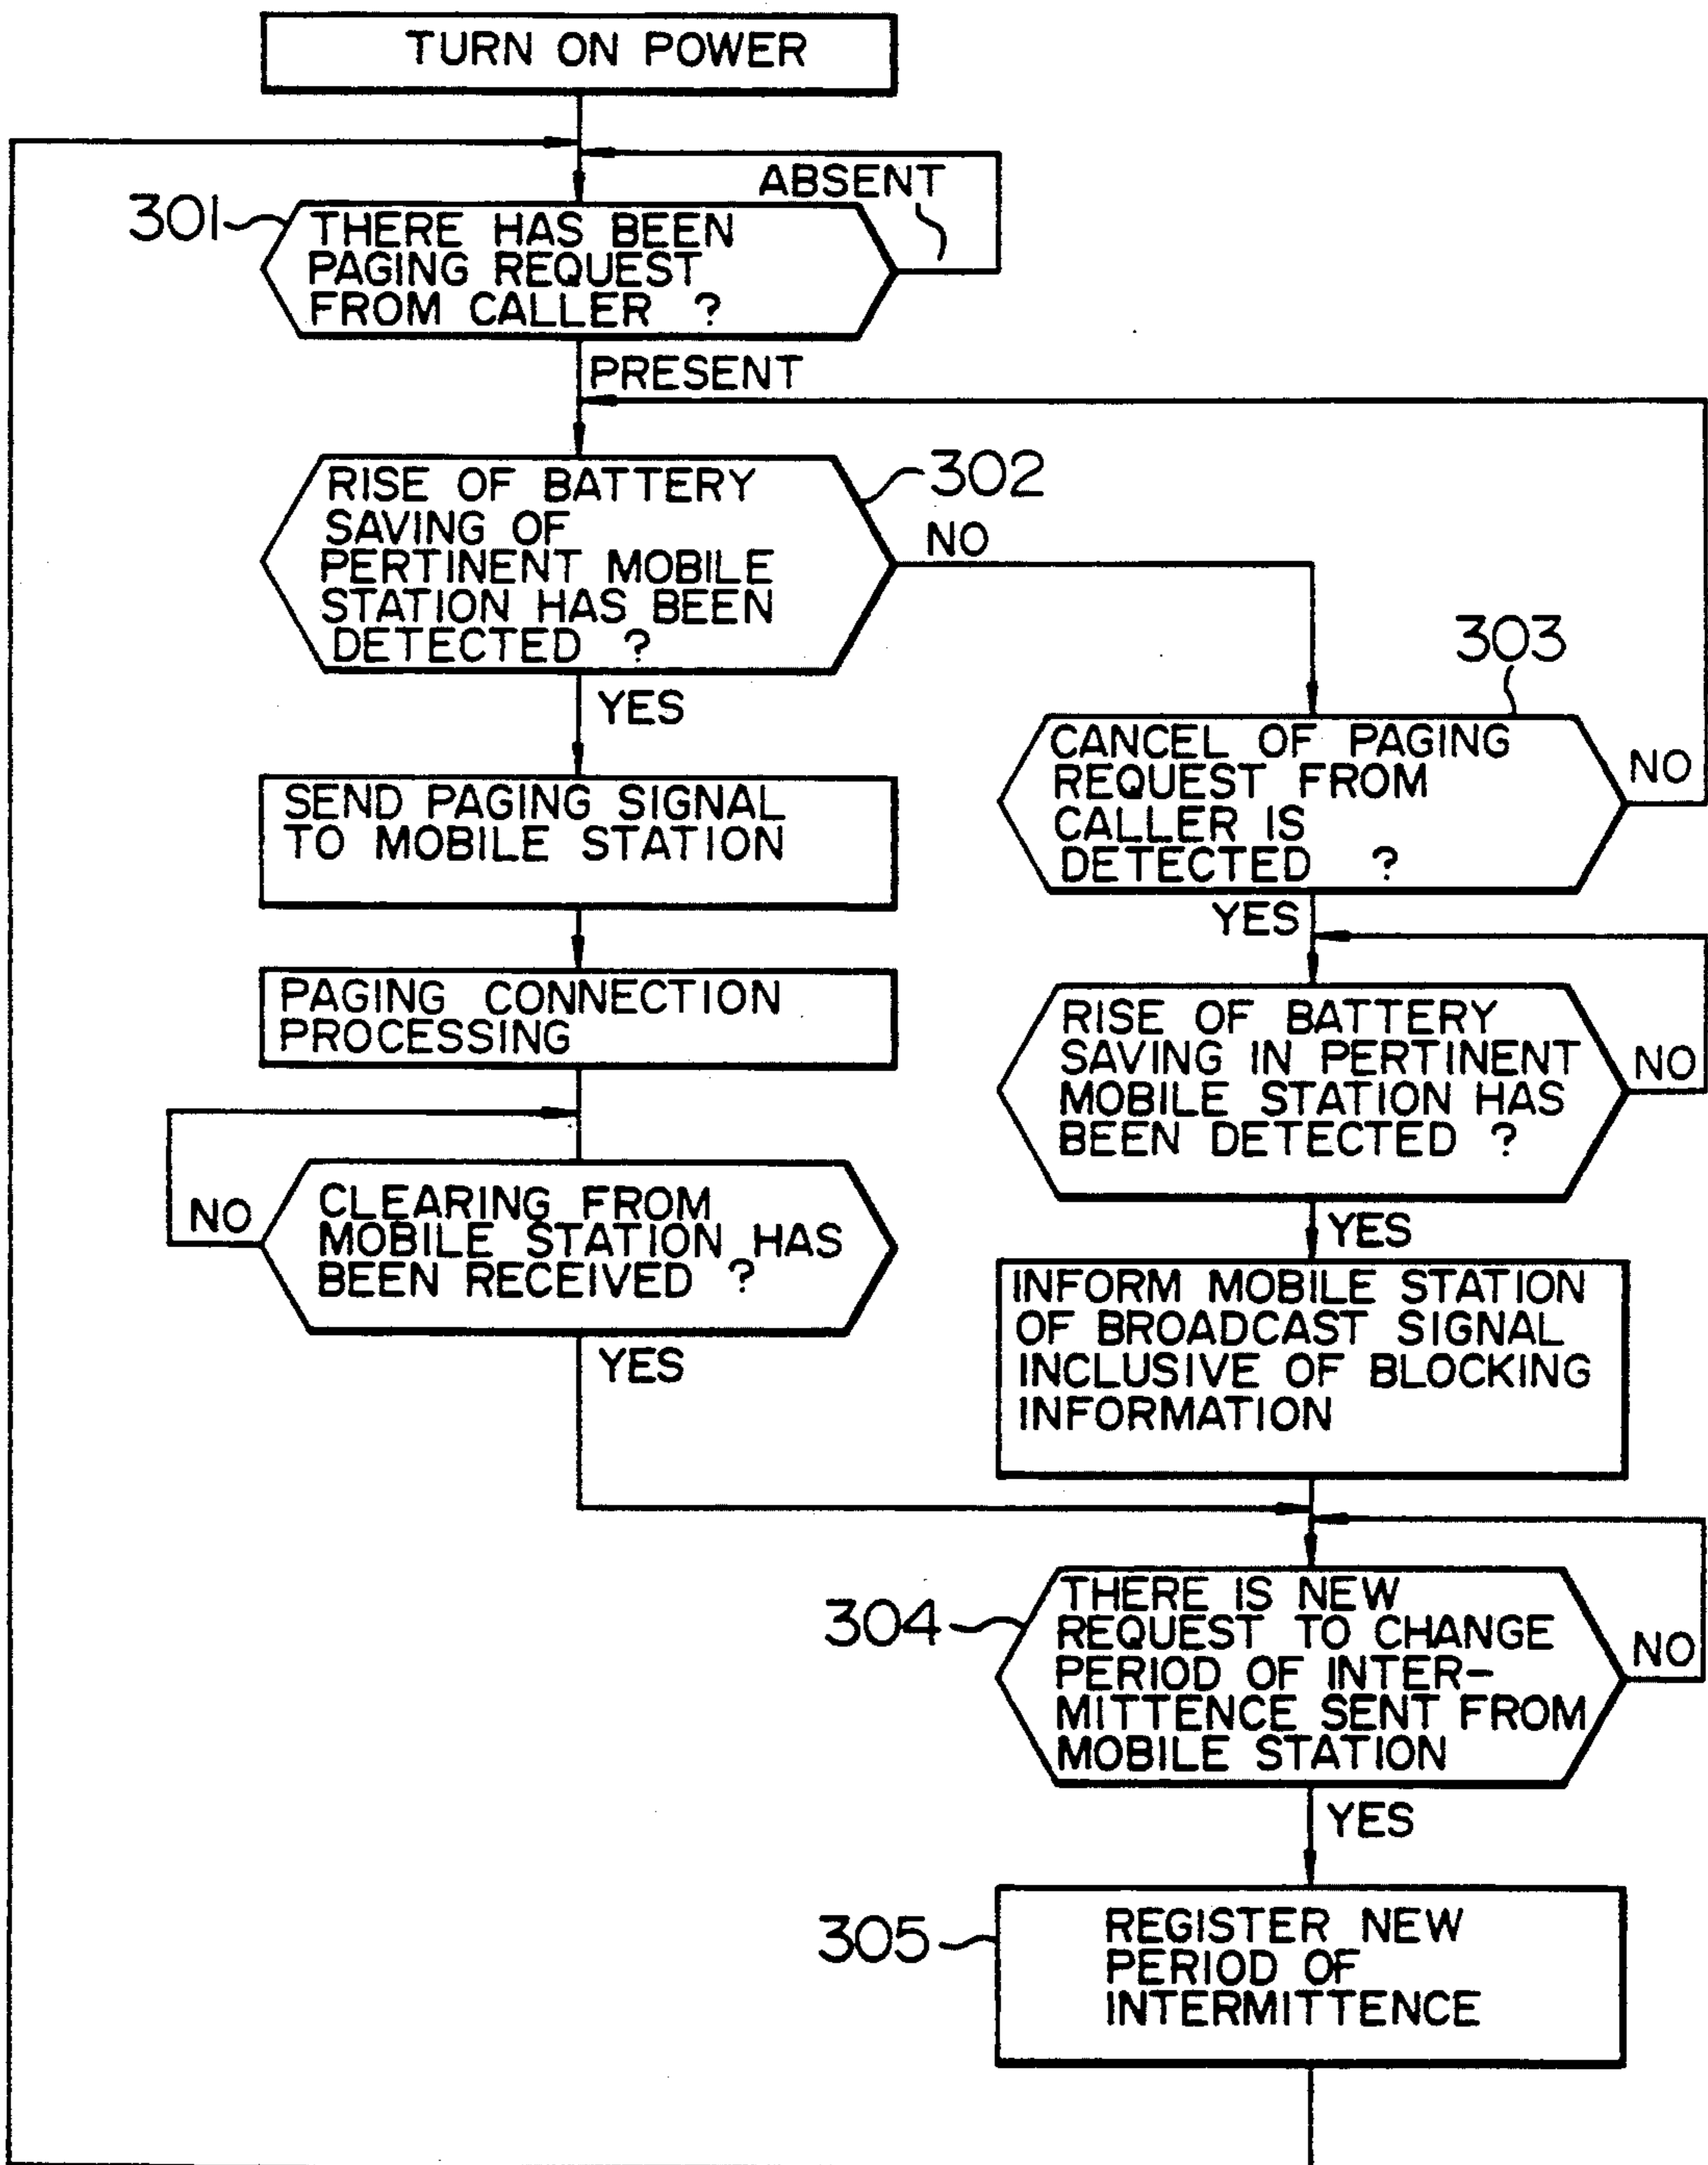 TURN ON POWER
ABSENT
301
THERE HAS BEEN
PAGING REQUEST
FROM CALLER ?
PRESENT
RISE OF BATTERY
SAVING OF
PERTINENT MOBILE
STATION HAS BEEN
DETECTED ?
302
NO
YES
303
CANCEL OF PAGING
REQUEST FROM
CALLER IS
DETECTED ?
NO
YES
SEND PAGING SIGNAL
TO MOBILE STATION
PAGING CONNECTION
PROCESSING
RISE OF BATTERY
SAVING IN PERTINENT
MOBILE STATION HAS
BEEN DETECTED ?
NO
YES
NO
CLEARING FROM
MOBILE STATION HAS
BEEN RECEIVED ?
YES
INFORM MOBILE STATION
OF BROADCAST SIGNAL
INCLUSIVE OF BLOCKING
INFORMATION
304
THERE IS NEW
REQUEST TO CHANGE
PERIOD OF INTER-
MITTENCE SENT FROM
MOBILE STATION
NO
YES
305
REGISTER NEW
PERIOD OF
INTERMITTENCE